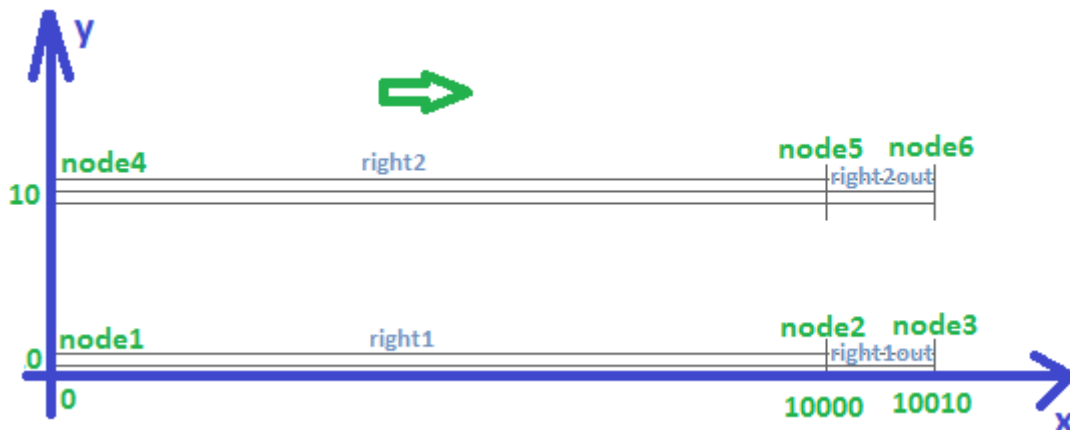 y
node4
right2
node5
node6
10
right2out
node1
right1
node2
node3
0
right1out
0
10000
10010
x